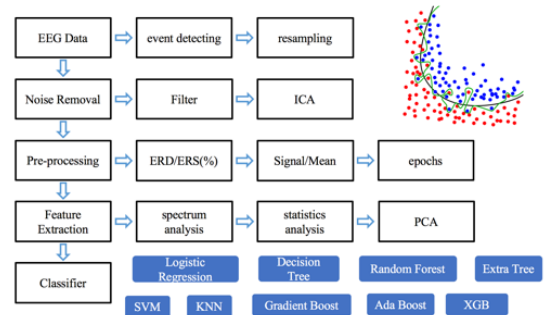 EEG Data
event detecting
resampling
Noise Removal
Filter
ICA
Pre-processing
ERD/ERS(%)
Signal/Mean
epochs
Feature
Extraction
spectrum
analysis
statistics
analysis
PCA
Classifier
Logistic
Regression
Decision
Tree
Random Forest
Extra Tree
SVM
KNN
Gradient Boost
Ada Boost
XGB